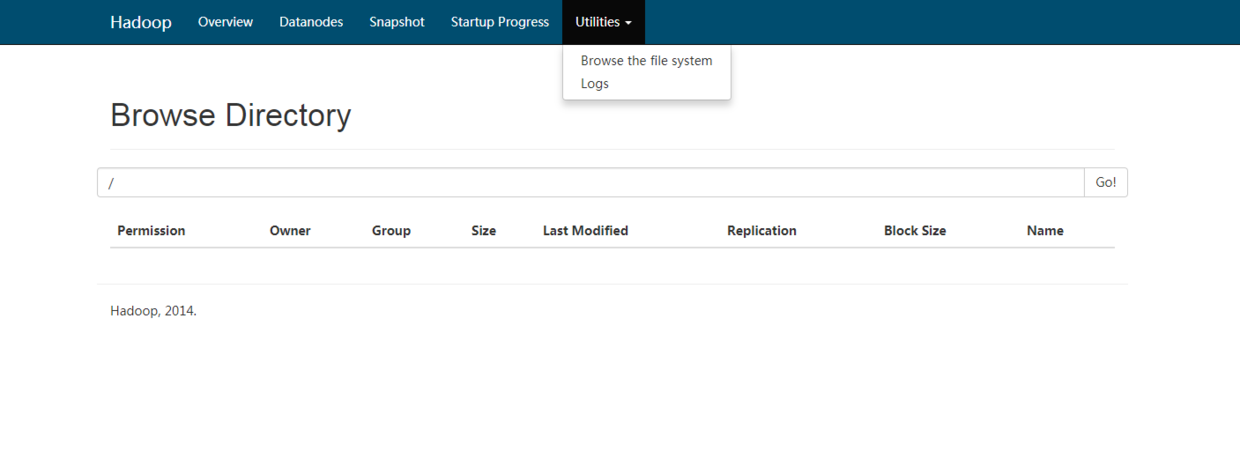 Hadoop Overview Datanodes Snapshot Startup Progress Utilities
Browse the file system
Logs
Browse Directory
/ Go!
Permission Owner Group Size Last Modified Replication Block Size Name
Hadoop, 2014.